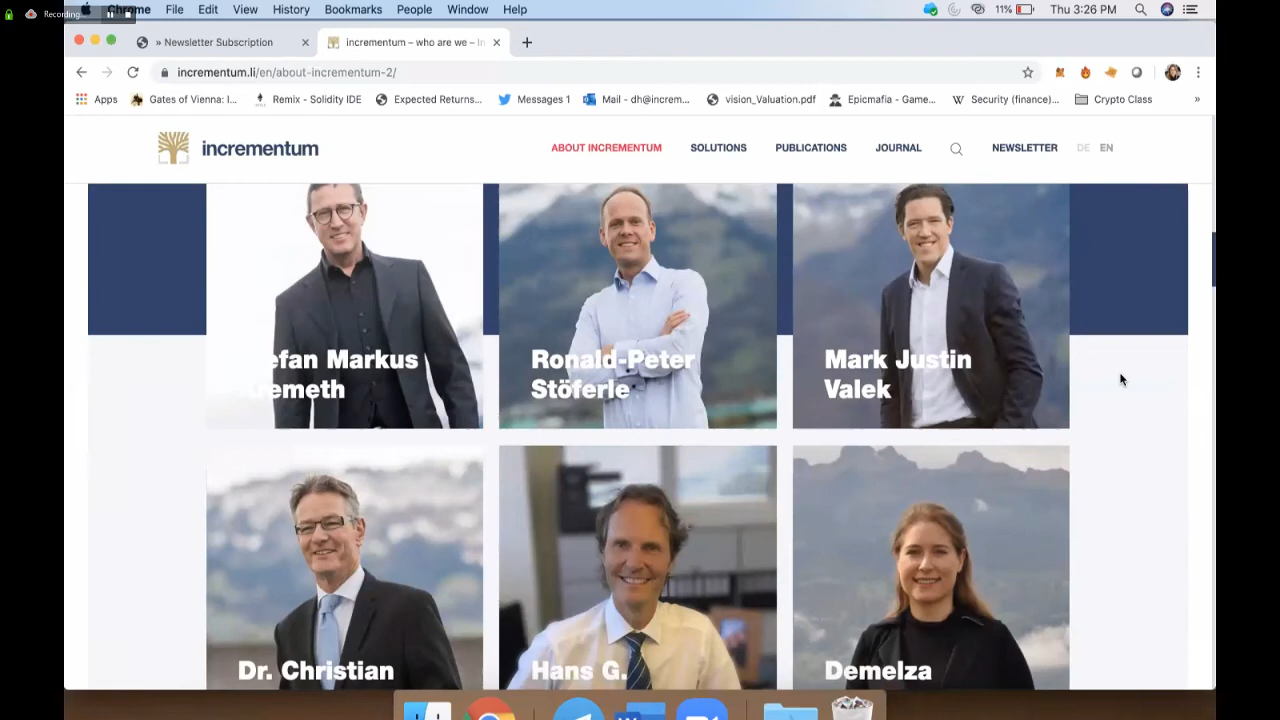 Recording...
Chrome File Edit View History Bookmarks People Window Help 11% Thu 3:26 PM
» Newsletter Subscription
incrementum – who are we – In
incrementum.li/en/about-incrementum-2/
Apps Gates of Vienna: I... Remix - Solidity IDE Expected Returns... Messages 1 Mail - dh@increm... vision_Valuation.pdf Epicmafia - Game... Security (finance)... Crypto Class »
incrementum ABOUT INCREMENTUM SOLUTIONS PUBLICATIONS JOURNAL NEWSLETTER DE EN
Stefan Markus
Kremeth
Ronald-Peter
Stöferle
Mark Justin
Valek
Dr. Christian
Hans G.
Demelza
W